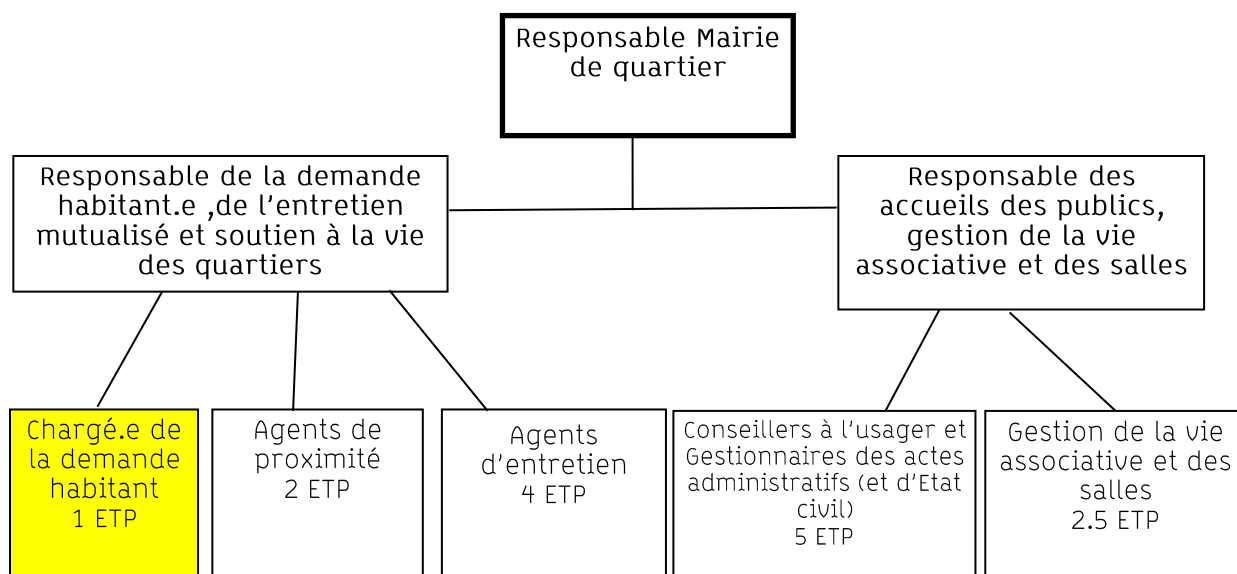 Responsable Mairie
de quartier
Responsable de la demande
habitant.e ,de l'entretien
mutualisé et soutien à la vie
des quartiers
Responsable des
accueils des publics,
gestion de la vie
associative et des salles
Chargé.e de
la demande
habitant
1 ETP
Agents de
proximité
2 ETP
Agents
d'entretien
4 ETP
Conseillers à l'usager et
Gestionnaires des actes
administratifs (et d'Etat
civil)
5 ETP
Gestion de la vie
associative et des
salles
2.5 ETP